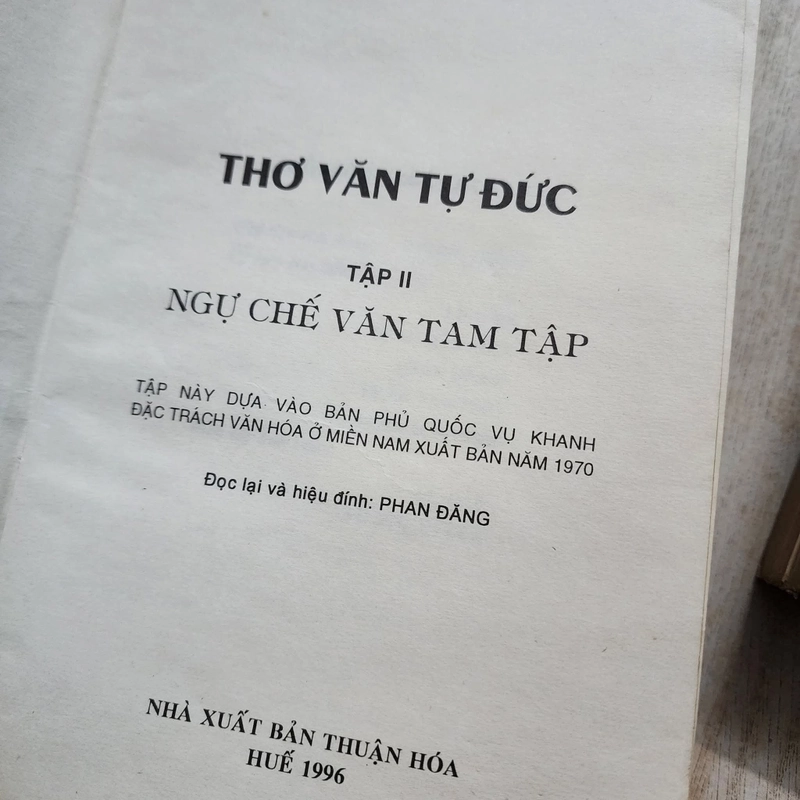 THƠ VĂN TỰ ĐỨC
TẬP II
NGỰ CHẾ VĂN TAM TẬP
TẬP NÀY DỰA VÀO BẢN PHỦ QUỐC VỤ KHANH
ĐẶC TRÁCH VĂN HÓA Ở MIỀN NAM XUẤT BẢN NĂM 1970
Đọc lại và hiệu đính: PHAN ĐĂNG
NHÀ XUẤT BẢN THUẬN HÓA
HUẾ 1996